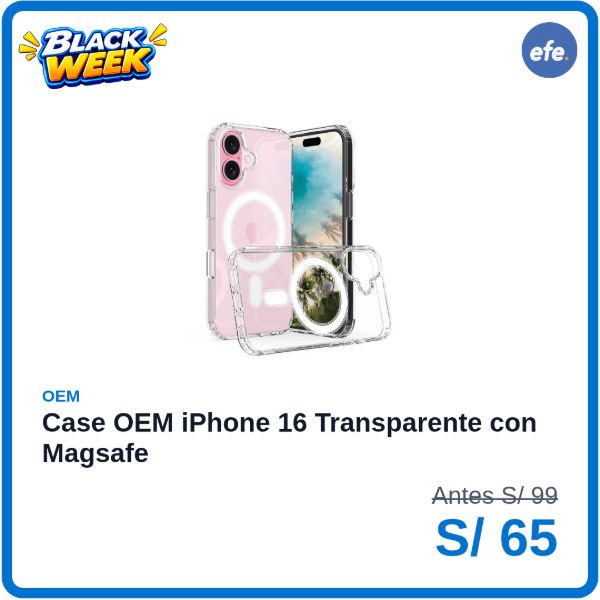 BLACK
WEEK
efe.
OEM
Case OEM iPhone 16 Transparente con
Magsafe
Antes S/ 99
S/ 65